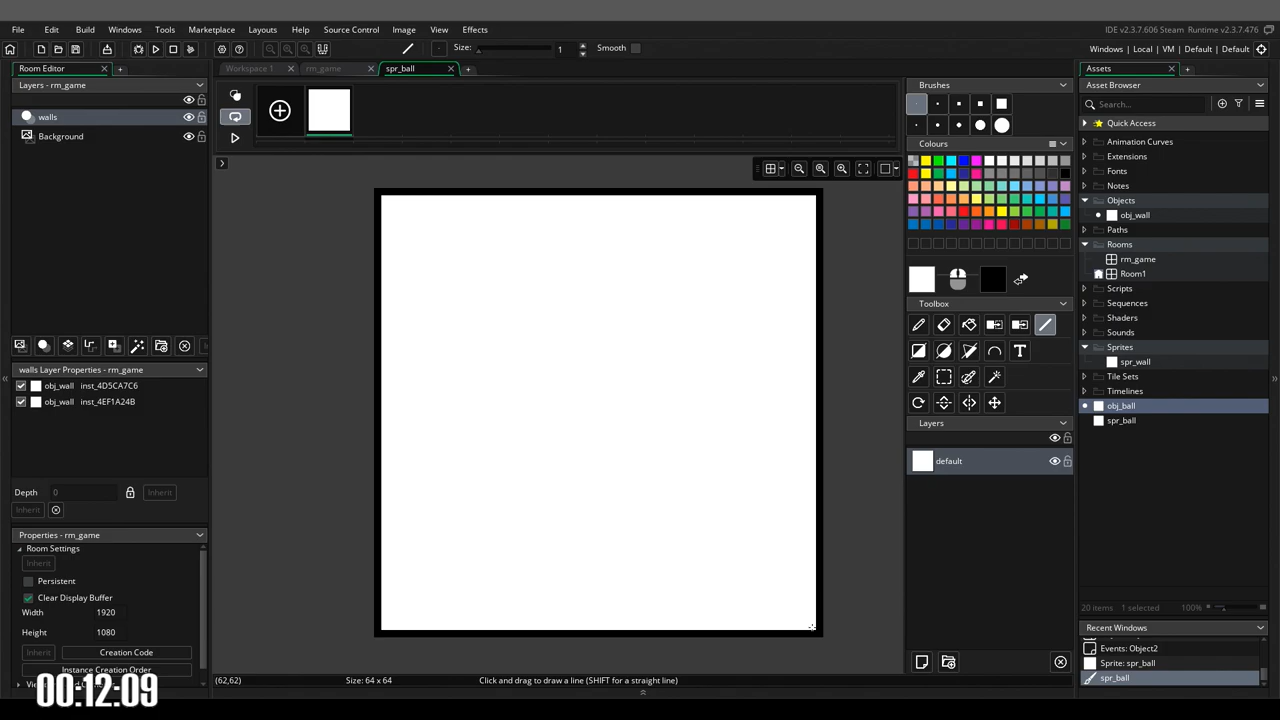 File Edit Build Windows Tools Marketplace Layouts Help Source Control Image View Effects
IDE v2.3.7.606 Steam
Runtime v2.3.7.476
Size: 1 Smooth
Windows | Local | VM | Default | Default
Room Editor
Workspace 1 rm_game spr_ball
Assets
Layers - rm_game
walls
Background
walls Layer Properties - rm_game
obj_wall inst_4D5CA7C6
obj_wall inst_4EF1A24B
Depth 0 Inherit
Inherit
Properties - rm_game
Room Settings
Inherit
Persistent
Clear Display Buffer
Width 1920
Height 1080
Inherit Creation Code
Instance Creation Order
00:12:09
(62,62) Size: 64 x 64 Click and drag to draw a line (SHIFT for a straight line)
Brushes
Colours
Toolbox
T
Layers
default
Asset Browser
Search...
Quick Access
Animation Curves
Extensions
Fonts
Notes
Objects
obj_wall
Paths
Rooms
rm_game
Room1
Scripts
Sequences
Shaders
Sounds
Sprites
spr_wall
Tile Sets
Timelines
obj_ball
spr_ball
20 items 1 selected 100%
Recent Windows
Events: Object2
Sprite: spr_ball
spr_ball